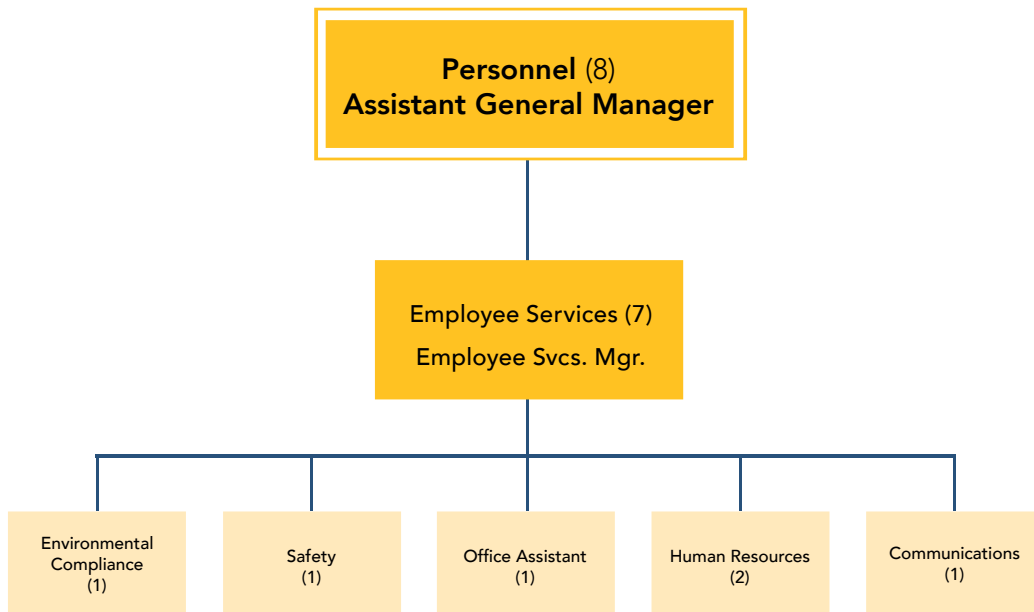 Personnel (8)
Assistant General Manager
Employee Services (7)
Employee Svcs. Mgr.
Environmental
Compliance
(1)
Safety
(1)
Office Assistant
(1)
Human Resources
(2)
Communications
(1)